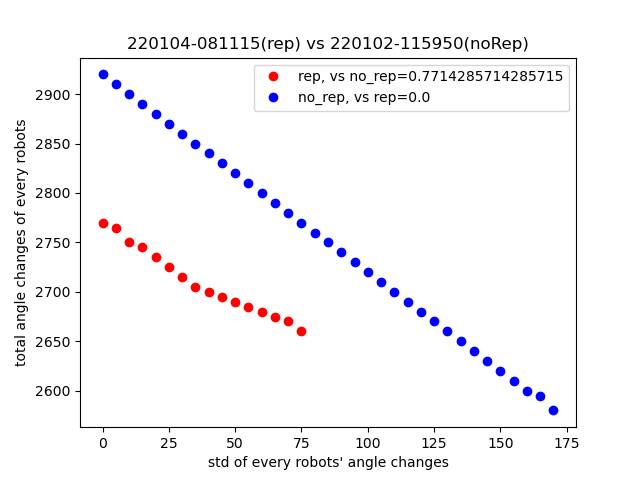 220104-081115(rep) vs 220102-115950(noRep)
rep, vs no_rep=0.7714285714285715
no_rep, vs rep=0.0
total angle changes of every robots
2900
2850
2800
2750
2700
2650
2600
0 25 50 75 100 125 150 175
std of every robots' angle changes